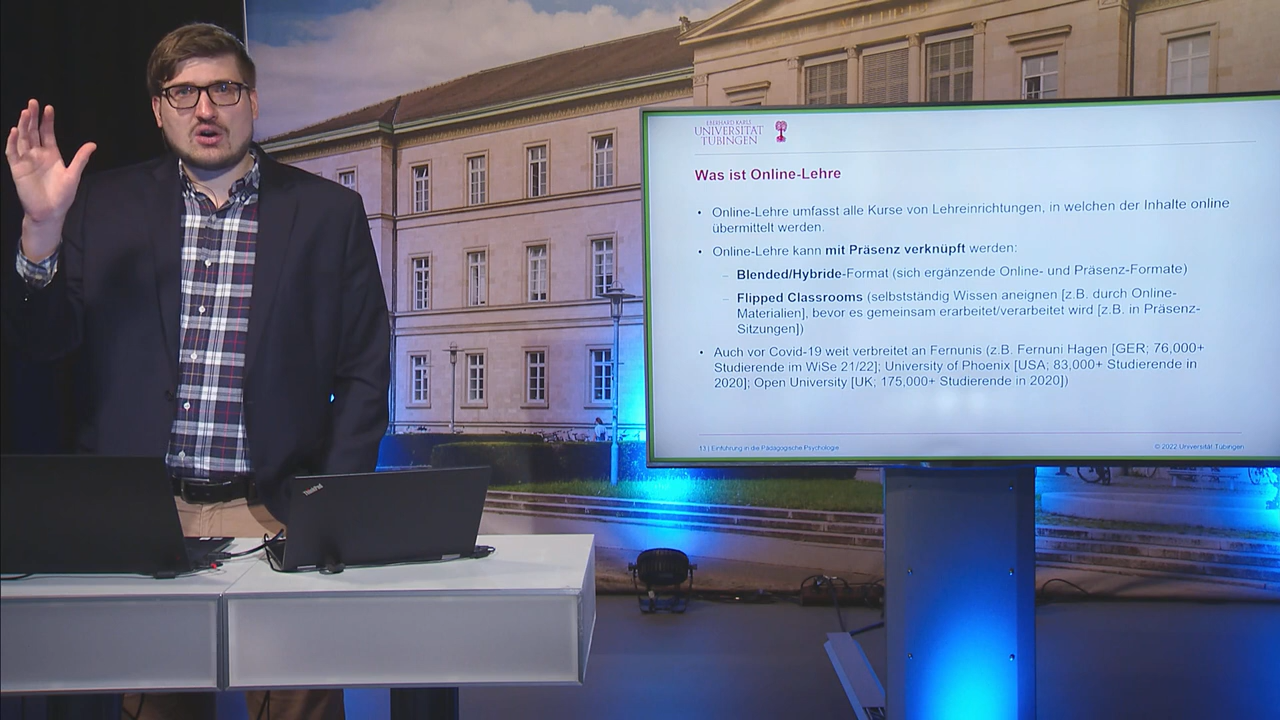 EBERHARD KARLS
UNIVERSITÄT
TÜBINGEN
Was ist Online-Lehre
• Online-Lehre umfasst alle Kurse von Lehreinrichtungen, in welchen der Inhalte online
übermittelt werden.
• Online-Lehre kann mit Präsenz verknüpft werden:
– Blended/Hybride-Format (sich ergänzende Online- und Präsenz-Formate)
– Flipped Classrooms (selbstständig Wissen aneignen [z.B. durch Online-
Materialien], bevor es gemeinsam erarbeitet/verarbeitet wird [z.B. in Präsenz-
Sitzungen])
• Auch vor Covid-19 weit verbreitet an Fernunis (z.B. Fernuni Hagen [GER; 76,000+
Studierende im WiSe 21/22]; University of Phoenix [USA; 83,000+ Studierende in
2020]; Open University [UK; 175,000+ Studierende in 2020])
13 | Einführung in die Pädagogische Psychologie
© 2022 Universität Tübingen
ThinkPad